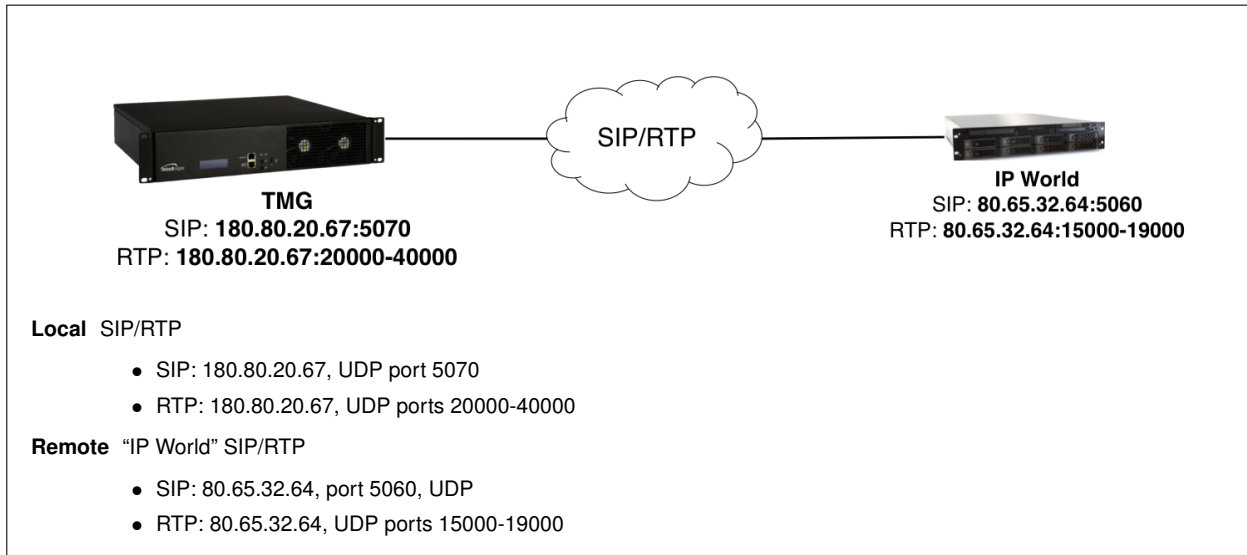 SIP/RTP
TMG
SIP: 180.80.20.67:5070
RTP: 180.80.20.67:20000-40000
IP World
SIP: 80.65.32.64:5060
RTP: 80.65.32.64:15000-19000
Local SIP/RTP
• SIP: 180.80.20.67, UDP port 5070
• RTP: 180.80.20.67, UDP ports 20000-40000
Remote “IP World” SIP/RTP
• SIP: 80.65.32.64, port 5060, UDP
• RTP: 80.65.32.64, UDP ports 15000-19000